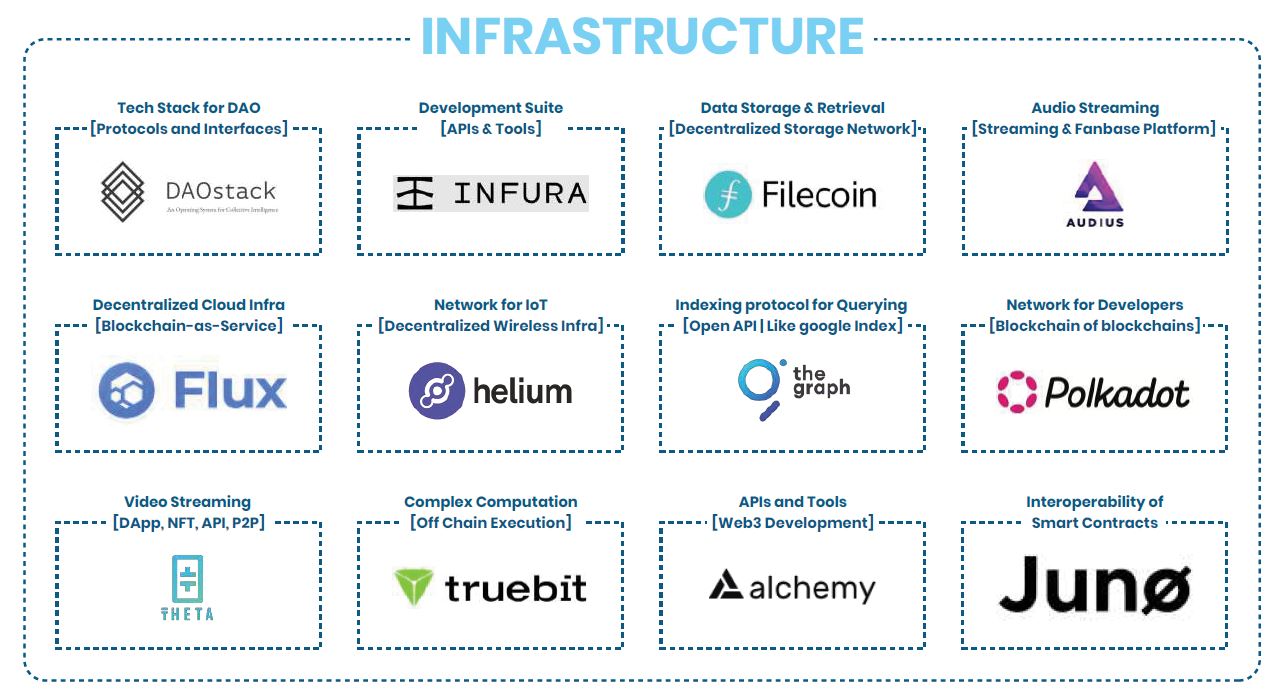 INFRASTRUCTURE
Tech Stack for DAO
[Protocols and Interfaces]
DAOstack
An Operating System for Collective Intelligence
Development Suite
[APIs & Tools]
INFURA
Data Storage & Retrieval
[Decentralized Storage Network]
Filecoin
Audio Streaming
[Streaming & Fanbase Platform]
AUDIUS
Decentralized Cloud Infra
[Blockchain-as-Service]
Flux
Network for IoT
[Decentralized Wireless Infra]
helium
Indexing protocol for Querying
[Open API | Like google Index]
the
graph
Network for Developers
[Blockchain of blockchains]
Polkadot
Video Streaming
[DApp, NFT, API, P2P]
THETA
Complex Computation
[Off Chain Execution]
truebit
APIs and Tools
[Web3 Development]
alchemy
Interoperability of
Smart Contracts
Junø